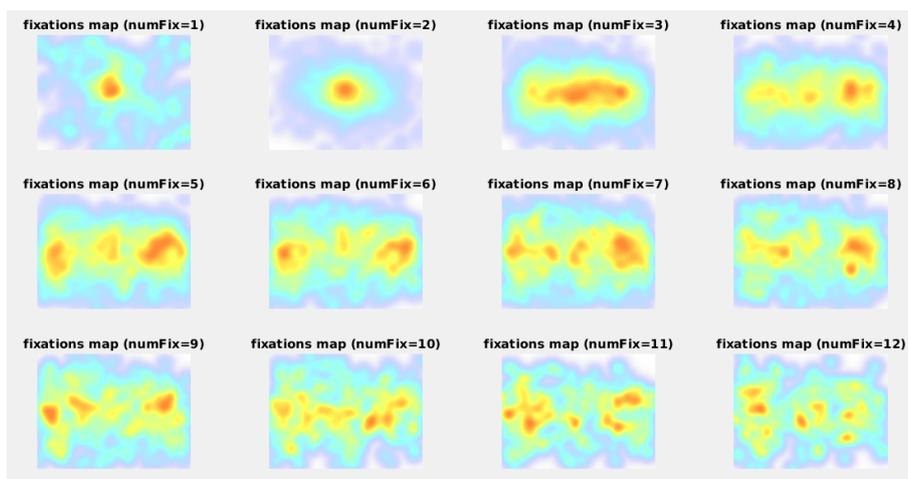 fixations map (numFix=1)
fixations map (numFix=2)
fixations map (numFix=3)
fixations map (numFix=4)
fixations map (numFix=5)
fixations map (numFix=6)
fixations map (numFix=7)
fixations map (numFix=8)
fixations map (numFix=9)
fixations map (numFix=10)
fixations map (numFix=11)
fixations map (numFix=12)